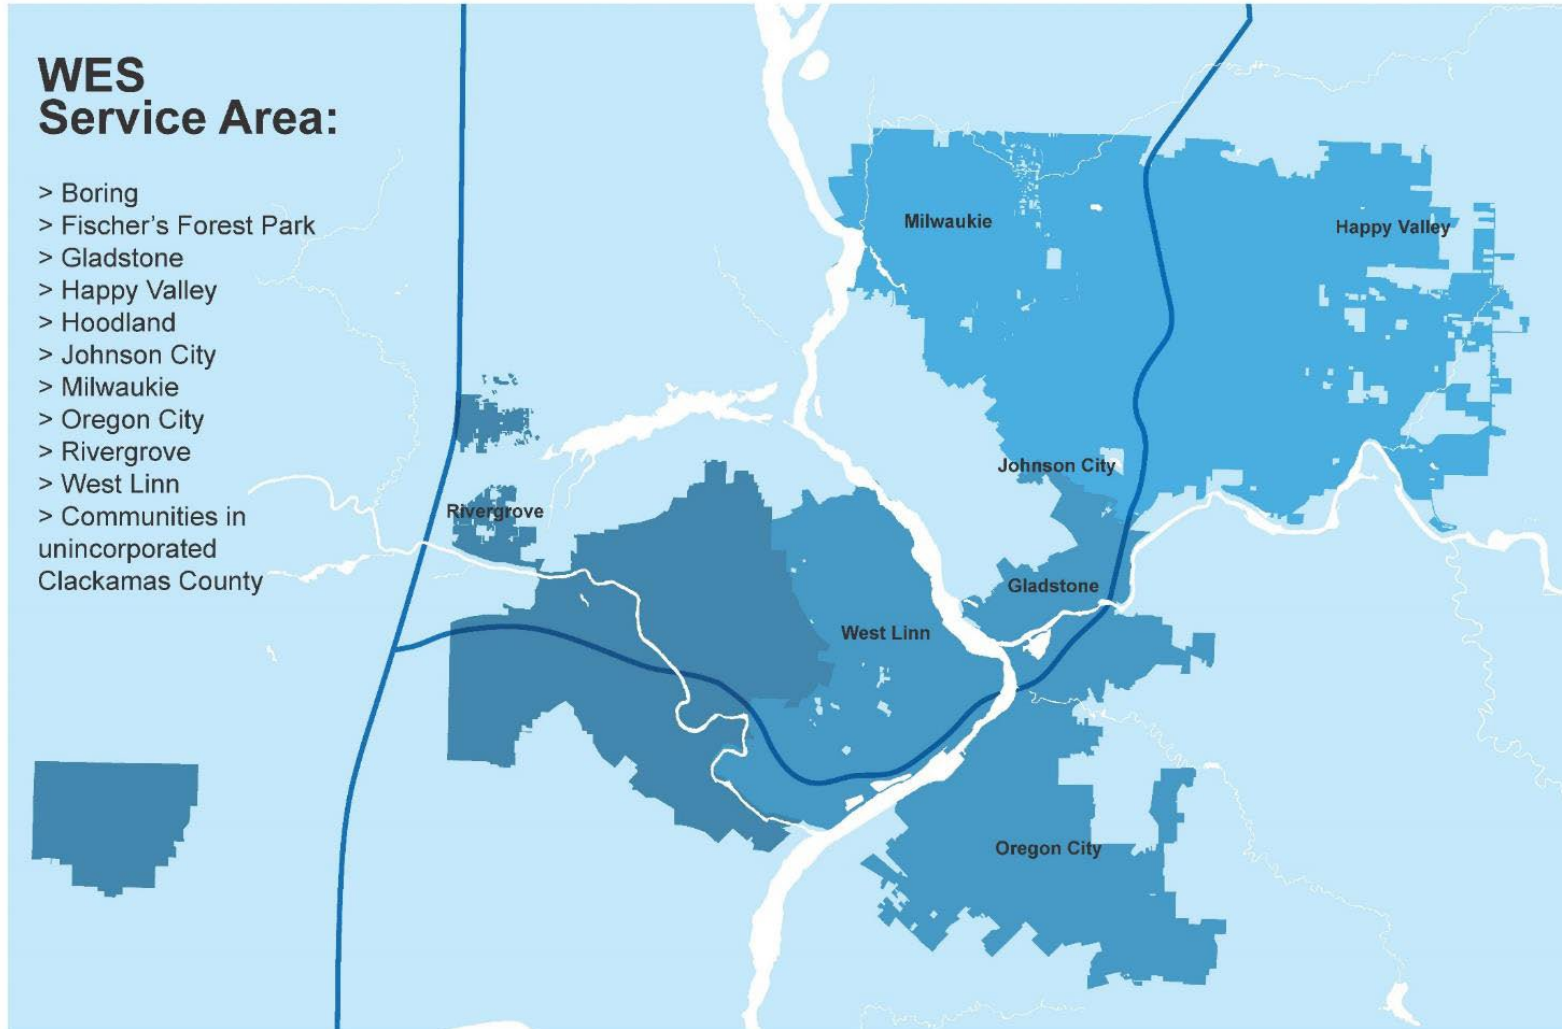 WES
Service Area:
> Boring
> Fischer's Forest Park
> Gladstone
> Happy Valley
> Hoodland
> Johnson City
> Milwaukie
> Oregon City
> Rivergrove
> West Linn
> Communities in
unincorporated
Clackamas County
Milwaukie
Happy Valley
Johnson City
Rivergrove
Gladstone
West Linn
Oregon City